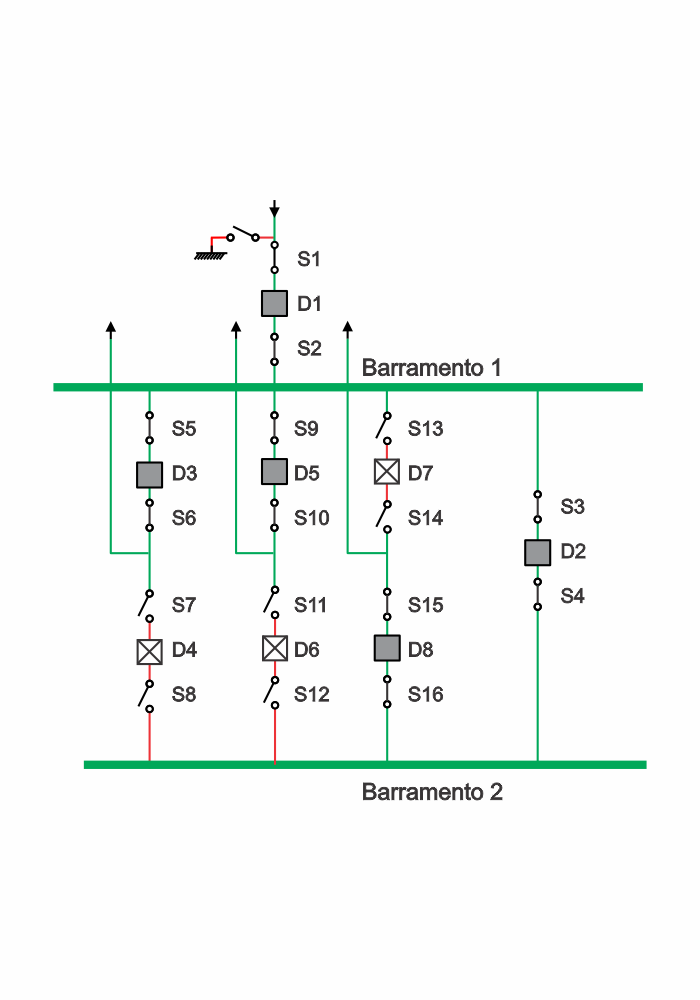 S1
D1
S2
Barramento 1
S5
S9
S13
D3
D5
D7
S6
S10
S14
S3
D2
S4
S7
S11
S15
D4
D6
D8
S8
S12
S16
Barramento 2